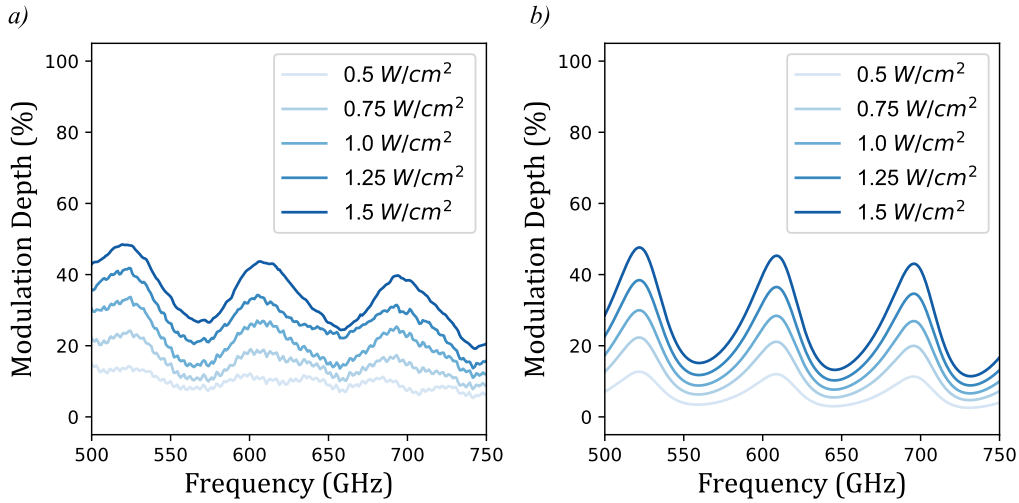 a)
100
80
60
40
20
0
Modulation Depth (%)
500 550 600 650 700 750
Frequency (GHz)
0.5 W/cm²
0.75 W/cm²
1.0 W/cm²
1.25 W/cm²
1.5 W/cm²
b)
100
80
60
40
20
0
Modulation Depth (%)
500 550 600 650 700 750
Frequency (GHz)
0.5 W/cm²
0.75 W/cm²
1.0 W/cm²
1.25 W/cm²
1.5 W/cm²